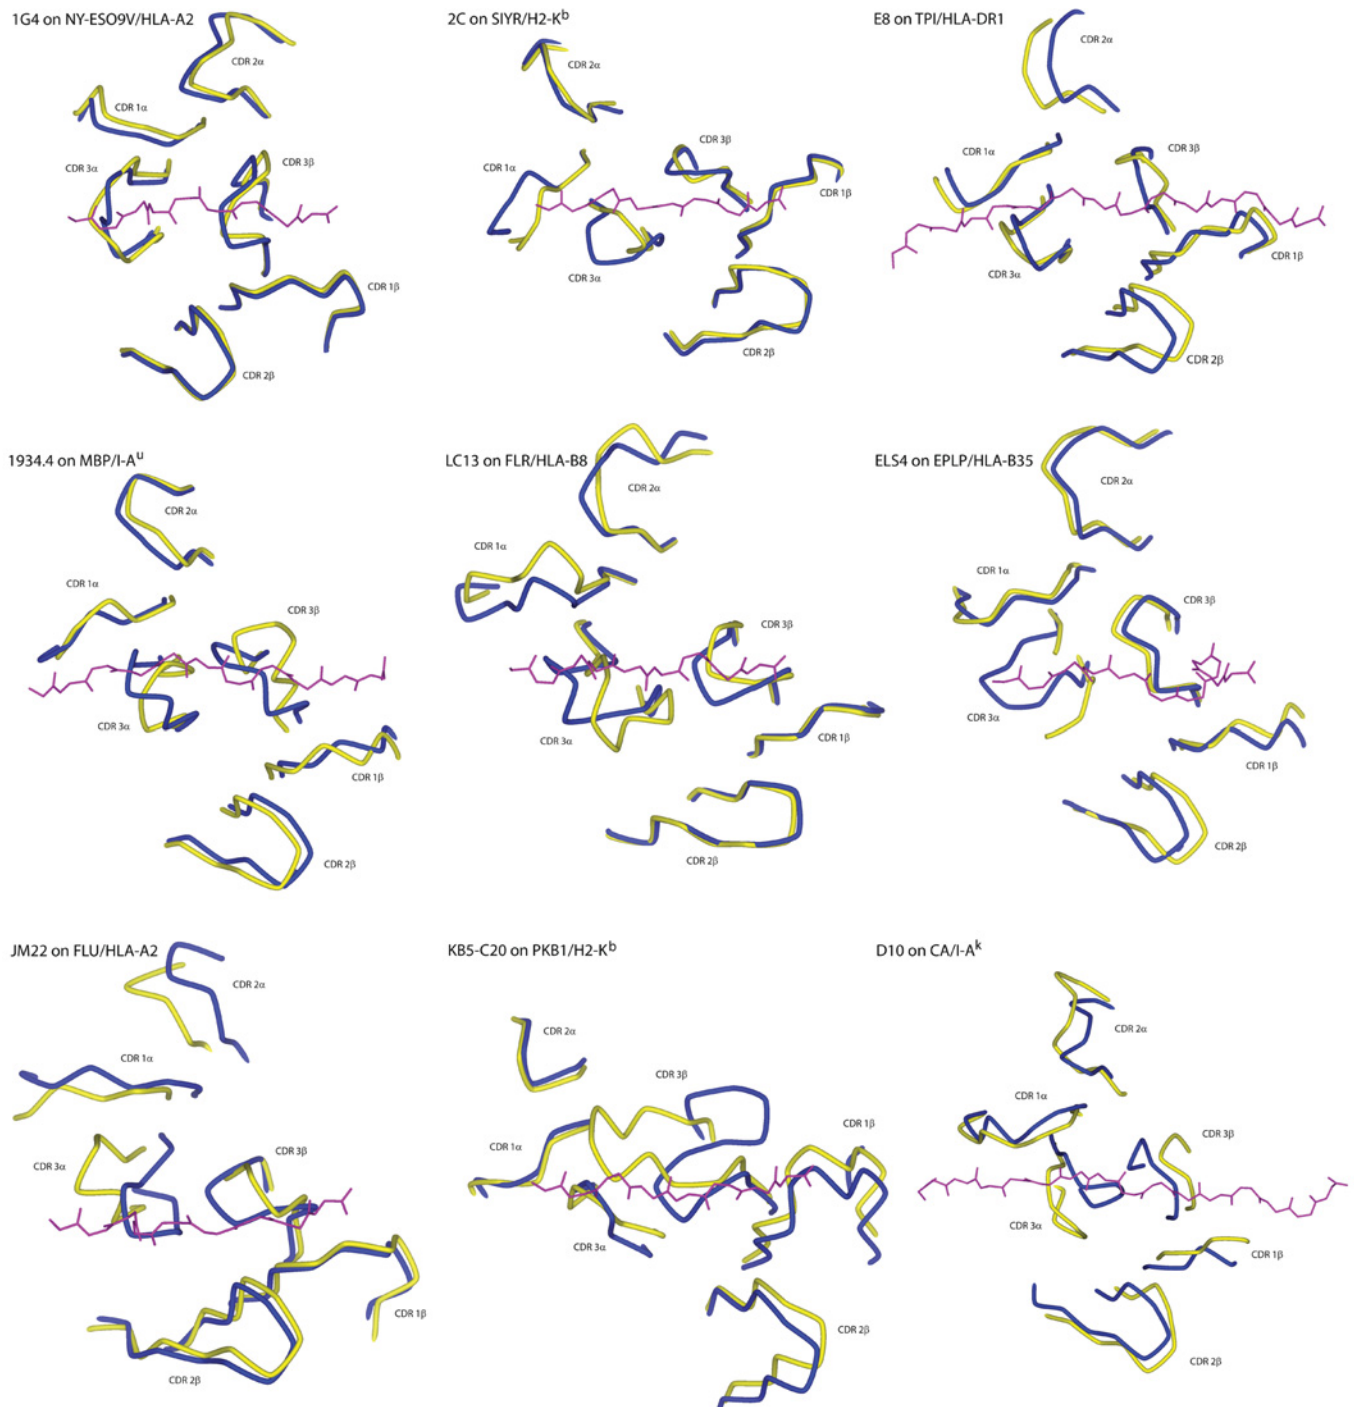 1G4 on NY-ESO9V/HLA-A2
CDR 2α
CDR 1α
CDR 3α
CDR 3β
CDR 1β
CDR 2β
2C on SIYR/H2-Kᵇ
CDR 2α
CDR 3β
CDR 1α
CDR 1β
CDR 3α
CDR 2β
E8 on TPI/HLA-DR1
CDR 2α
CDR 1α
CDR 3β
CDR 3α
CDR 1β
CDR 2β
1934.4 on MBP/I-Aᵁ
CDR 2α
CDR 1α
CDR 3β
CDR 3α
CDR 1β
CDR 2β
LC13 on FLR/HLA-B8
CDR 2α
CDR 1α
CDR 3β
CDR 3α
CDR 1β
CDR 2β
ELS4 on EPLP/HLA-B35
CDR 2α
CDR 1α
CDR 3β
CDR 3α
CDR 1β
CDR 2β
JM22 on FLU/HLA-A2
CDR 2α
CDR 1α
CDR 3β
CDR 3α
CDR 1β
CDR 2β
KB5-C20 on PKB1/H2-Kᵇ
CDR 2α
CDR 3β
CDR 1β
CDR 1α
CDR 3α
CDR 2β
D10 on CA/I-Aᵏ
CDR 2α
CDR 1α
CDR 3β
CDR 3α
CDR 1β
CDR 2β